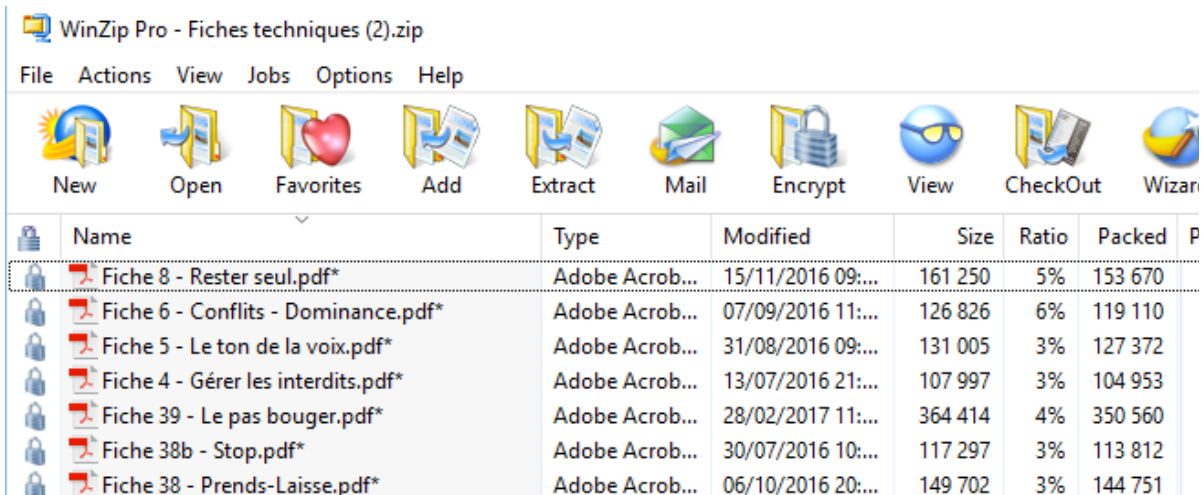 WinZip Pro - Fiches techniques (2).zip
File Actions View Jobs Options Help
New Open Favorites Add Extract Mail Encrypt View CheckOut Wizar
Name Type Modified Size Ratio Packed P
Fiche 8 - Rester seul.pdf* Adobe Acrob... 15/11/2016 09:... 161 250 5% 153 670
Fiche 6 - Conflits - Dominance.pdf* Adobe Acrob... 07/09/2016 11:... 126 826 6% 119 110
Fiche 5 - Le ton de la voix.pdf* Adobe Acrob... 31/08/2016 09:... 131 005 3% 127 372
Fiche 4 - Gérer les interdits.pdf* Adobe Acrob... 13/07/2016 21:... 107 997 3% 104 953
Fiche 39 - Le pas bouger.pdf* Adobe Acrob... 28/02/2017 11:... 364 414 4% 350 560
Fiche 38b - Stop.pdf* Adobe Acrob... 30/07/2016 10:... 117 297 3% 113 812
Fiche 38 - Prends-Laisse.pdf* Adobe Acrob... 06/10/2016 20:... 149 702 3% 144 751